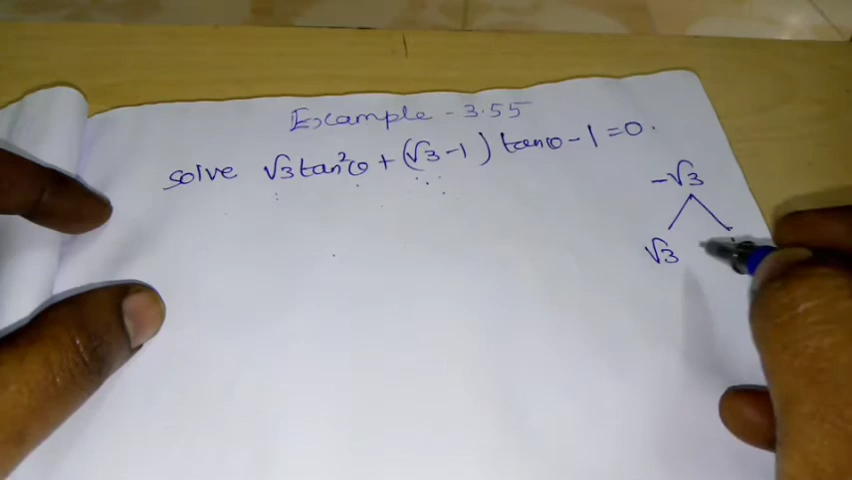 Example - 3.55
solve √3tan²θ + (√3-1) tanθ - 1 = 0.
-√3
√3